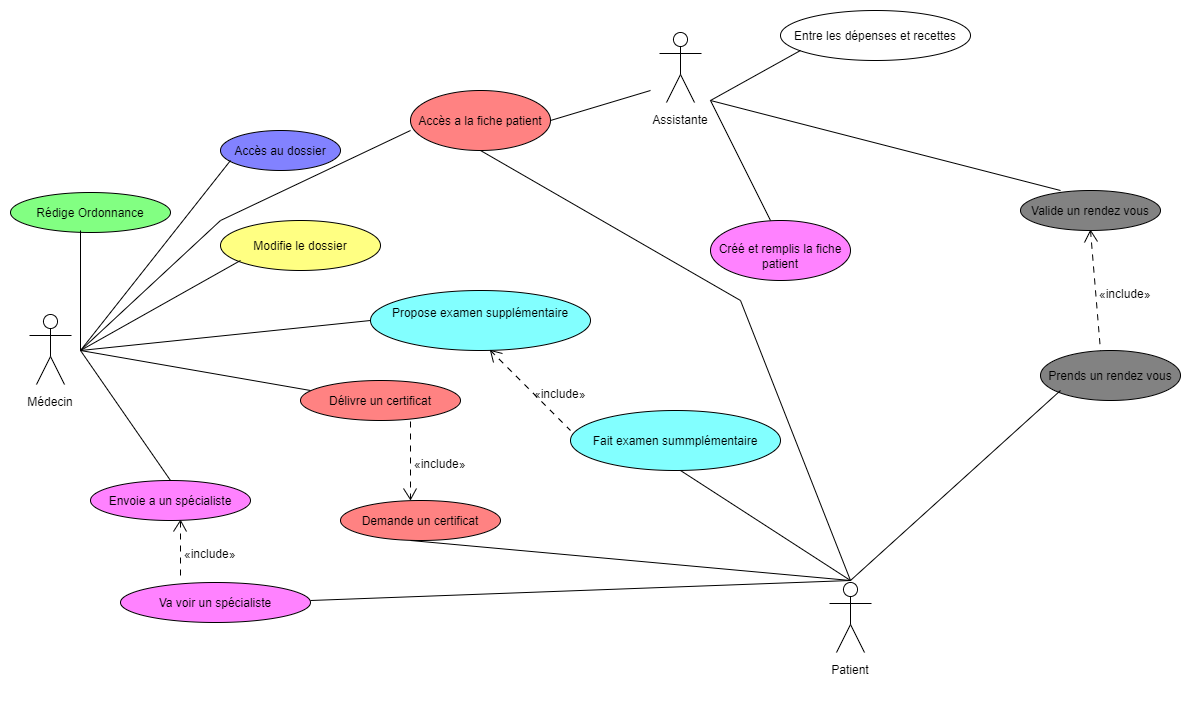 Entre les dépenses et recettes
Assistante
Accès a la fiche patient
Accès au dossier
Rédige Ordonnance
Valide un rendez vous
Modifie le dossier
Créé et remplis la fiche
patient
«include»
Propose examen supplémentaire
Médecin
Prends un rendez vous
«include»
Délivre un certificat
Fait examen summplémentaire
«include»
Envoie a un spécialiste
Demande un certificat
«include»
Va voir un spécialiste
Patient